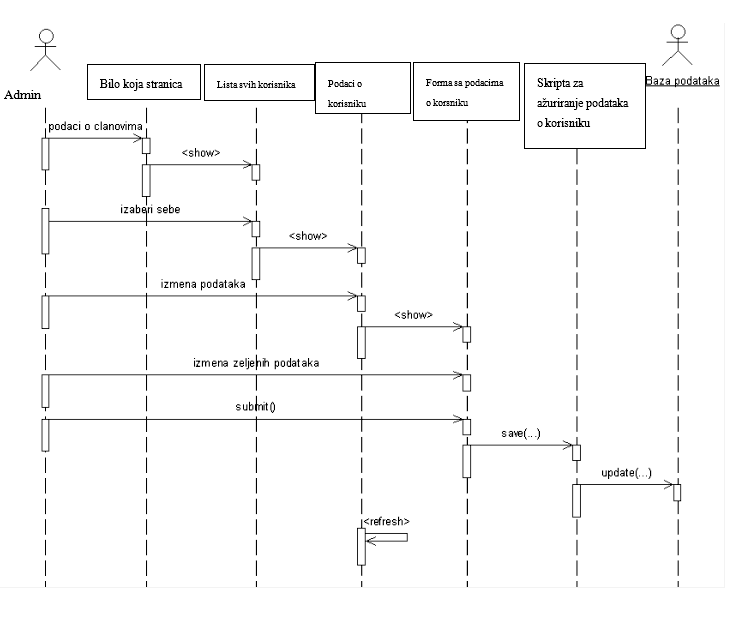 Admin
Bilo koja stranica
Lista svih korisnika
Podaci o
korisniku
Forma sa podacima
o korsniku
Skripta za
ažuriranje podataka
o korisniku
Baza podataka
podaci o clanovima
<show>
izaberi sebe
<show>
izmena podataka
<show>
izmena zeljenih podataka
submit()
save(...)
update(...)
<refresh>